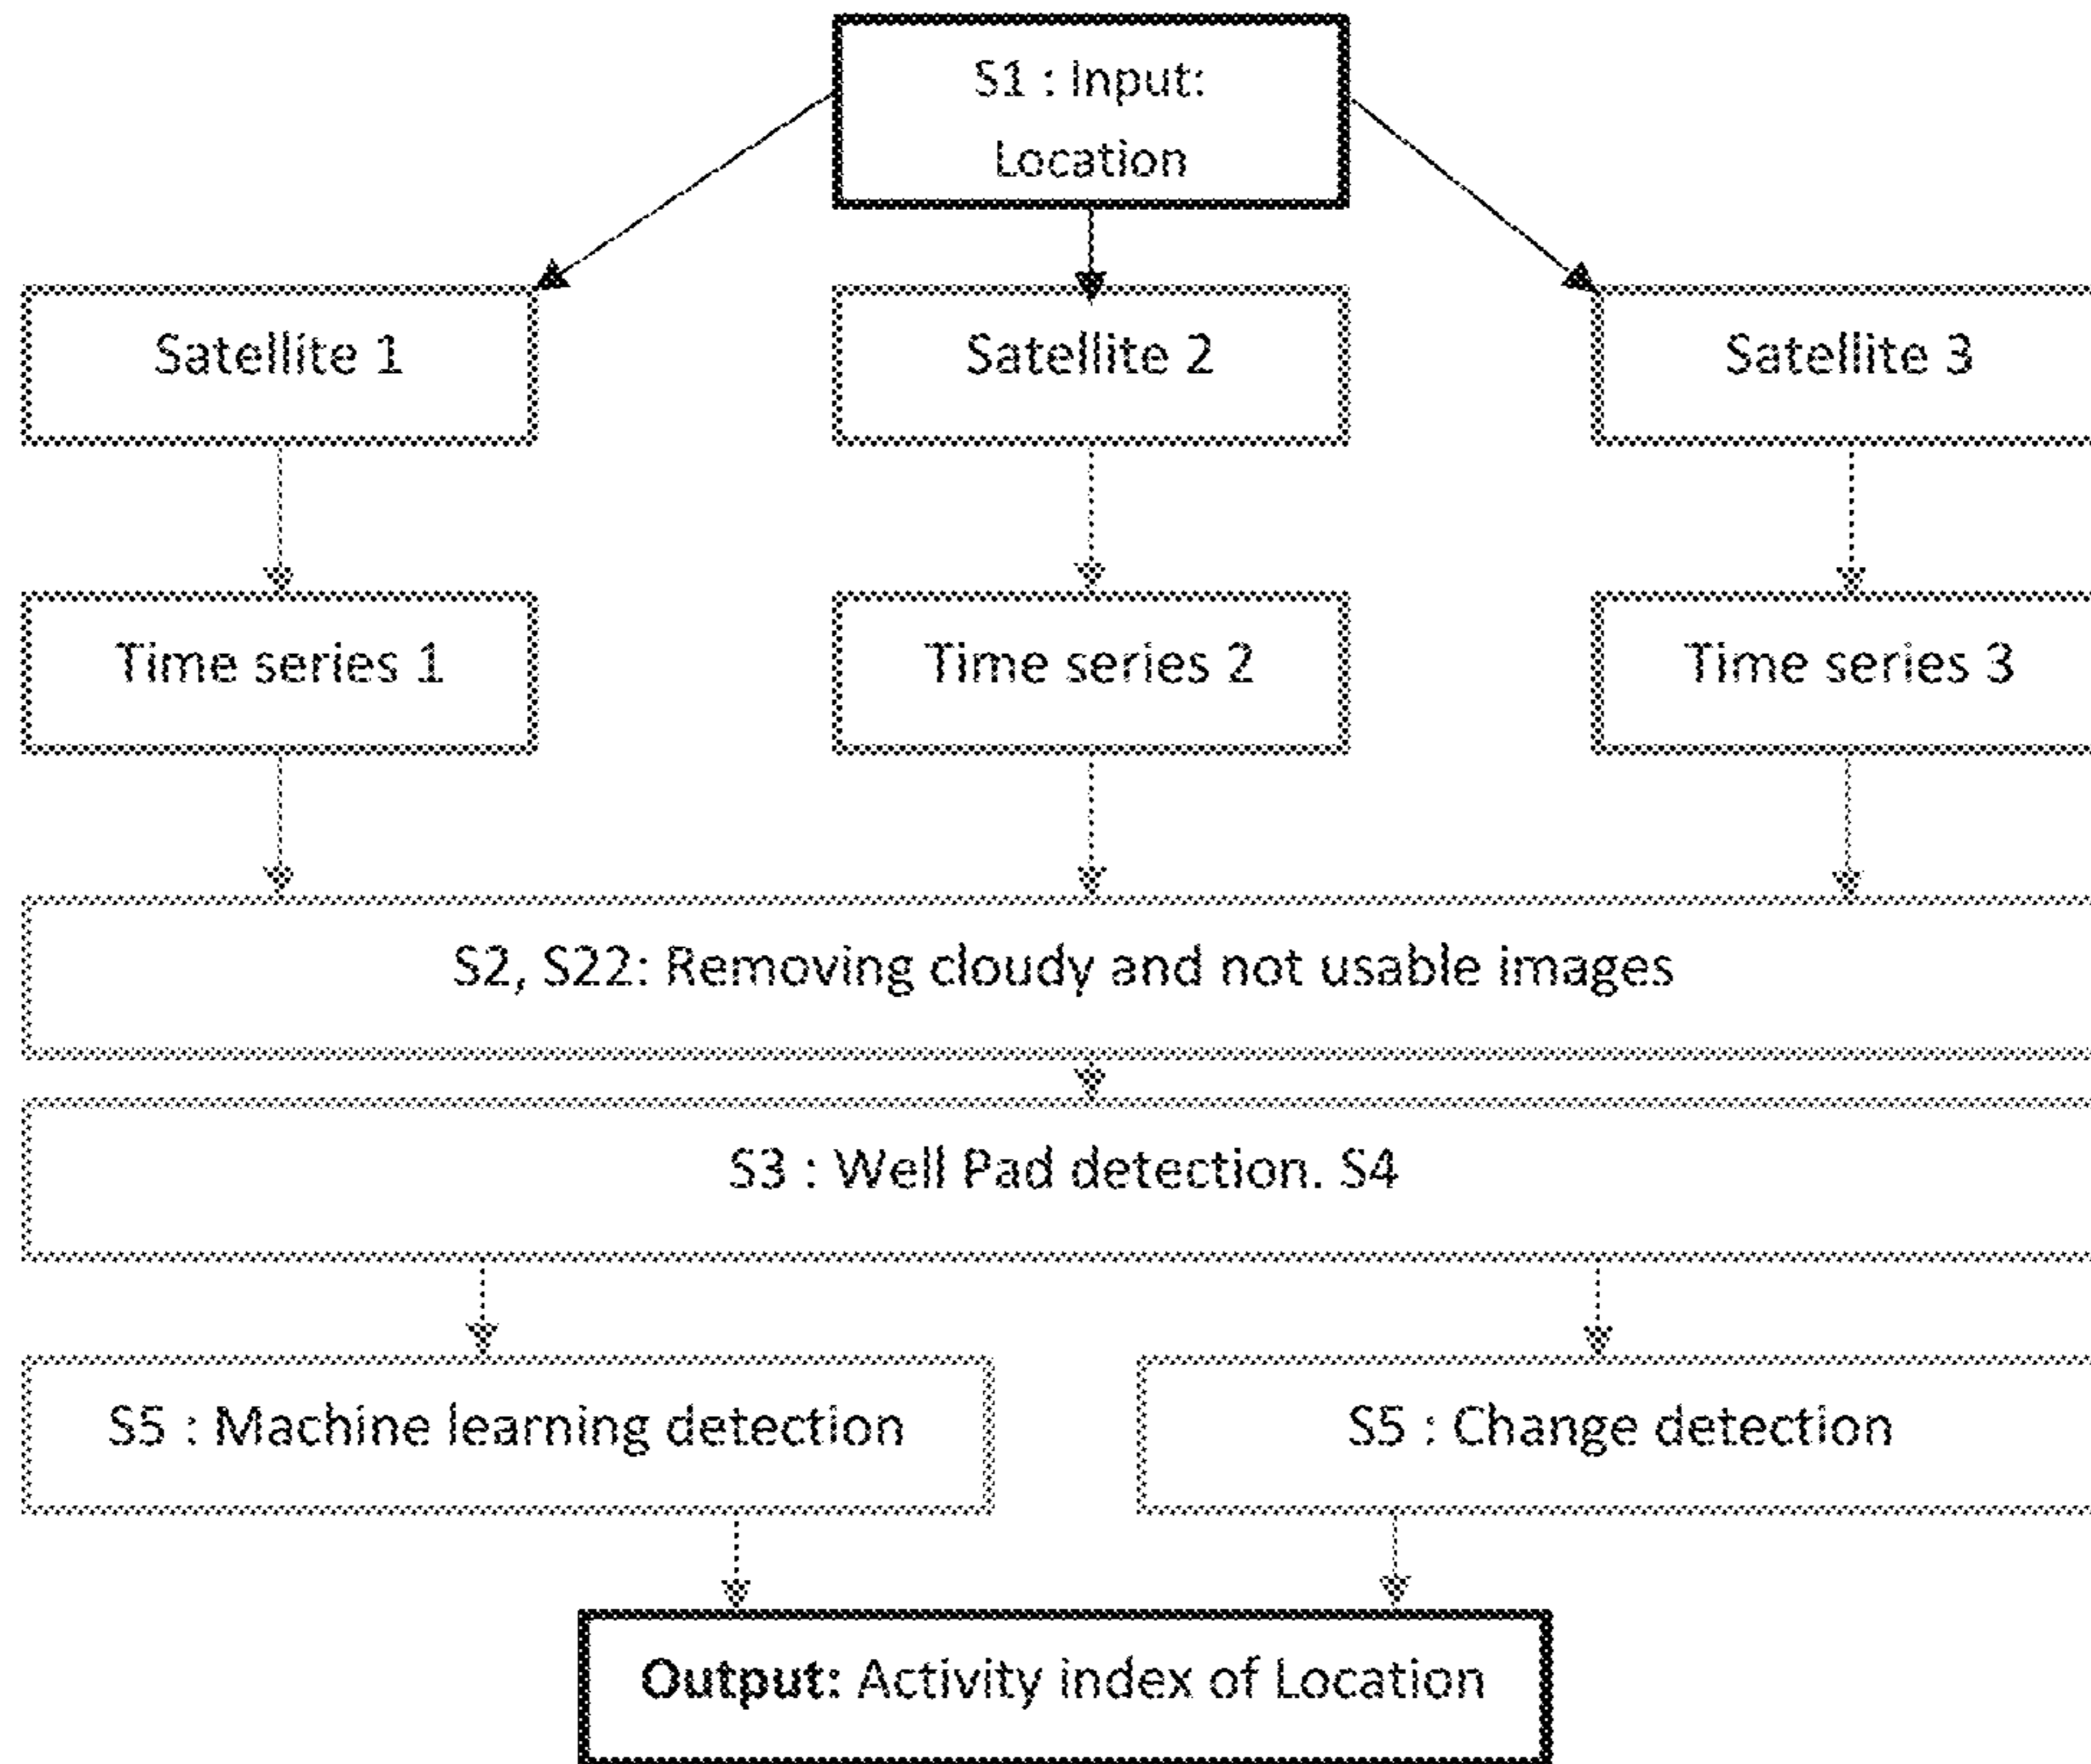 S1 : Input:
Location
Satellite 1
Satellite 2
Satellite 3
Time series 1
Time series 2
Time series 3
S2, S22: Removing cloudy and not usable images
S3 : Well Pad detection. S4
S5 : Machine learning detection
S5 : Change detection
Output: Activity index of Location